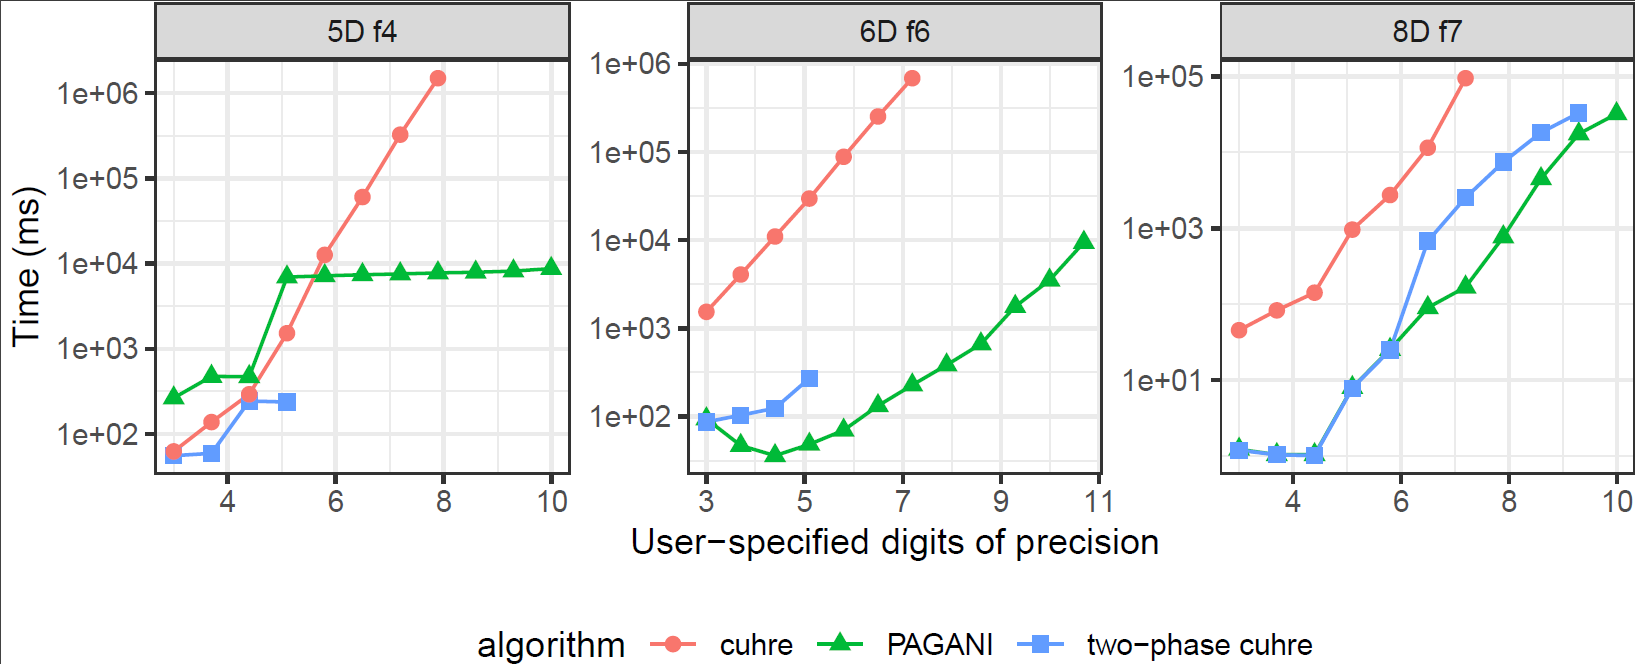 5D f4
6D f6
8D f7
Time (ms)
1e+06
1e+05
1e+04
1e+03
1e+02
4 6 8 10
1e+06
1e+05
1e+04
1e+03
1e+02
3 5 7 9 11
1e+05
1e+03
1e+01
4 6 8 10
User−specified digits of precision
algorithm cuhre PAGANI two−phase cuhre